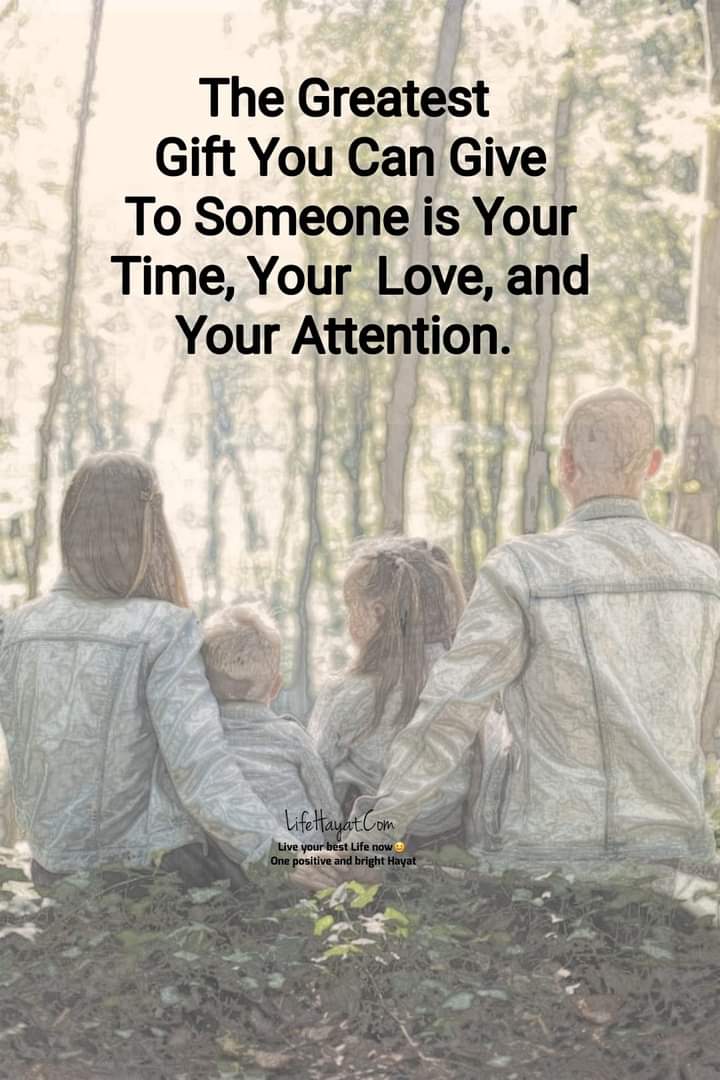 The Greatest
Gift You Can Give
To Someone is Your
Time, Your Love, and
Your Attention.
LifeHayat.Com
Live your best Life now😊
One positive and bright Hayat